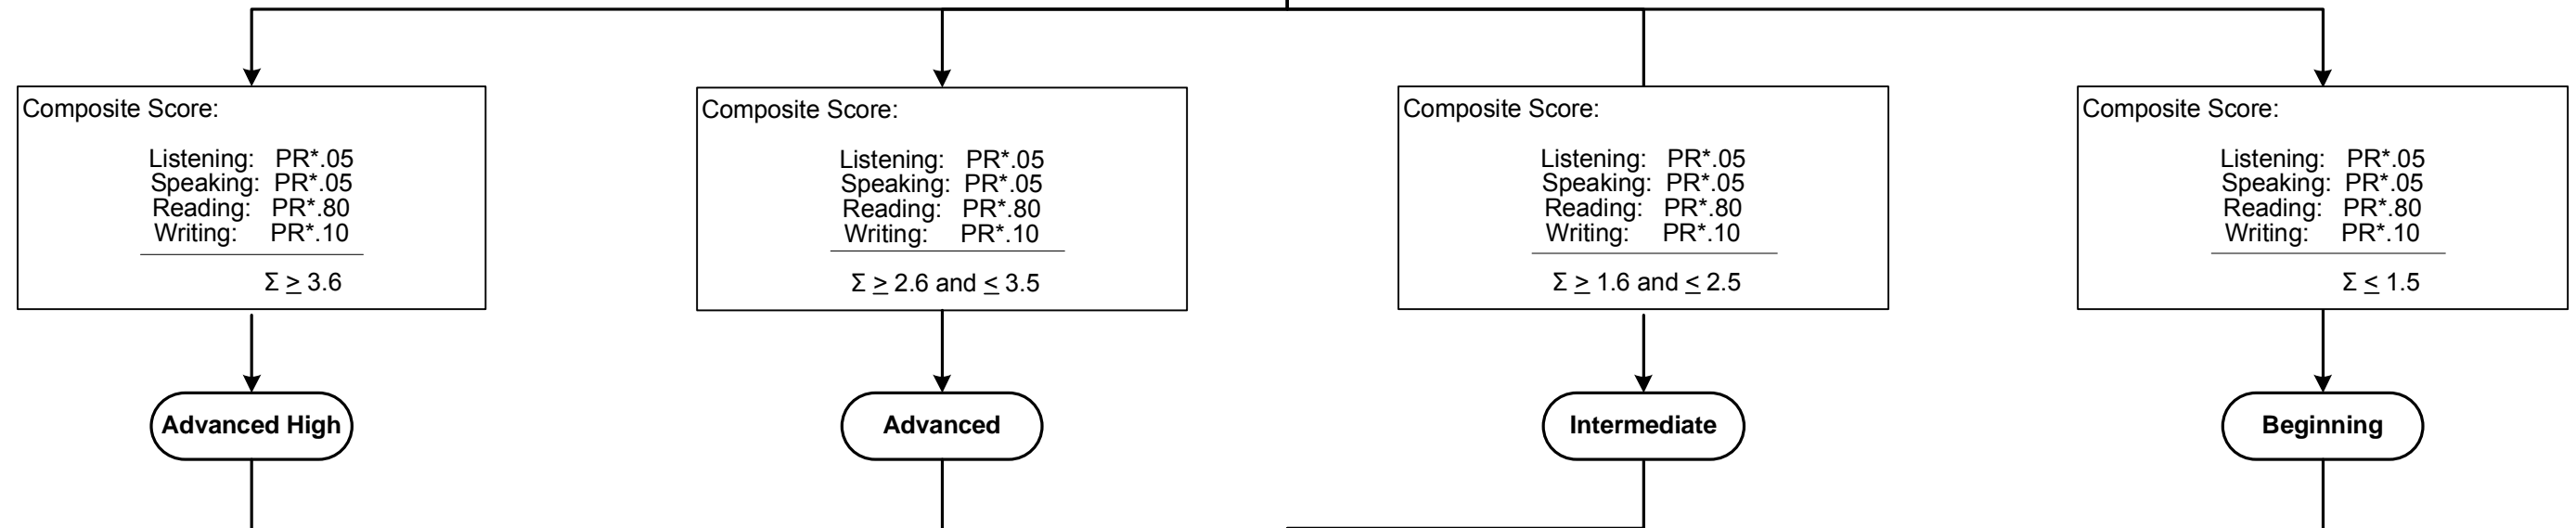 Composite Score:
Listening: PR*.05
Speaking: PR*.05
Reading: PR*.80
Writing: PR*.10
Σ ≥ 3.6
Advanced High
Composite Score:
Listening: PR*.05
Speaking: PR*.05
Reading: PR*.80
Writing: PR*.10
Σ ≥ 2.6 and ≤ 3.5
Advanced
Composite Score:
Listening: PR*.05
Speaking: PR*.05
Reading: PR*.80
Writing: PR*.10
Σ ≥ 1.6 and ≤ 2.5
Intermediate
Composite Score:
Listening: PR*.05
Speaking: PR*.05
Reading: PR*.80
Writing: PR*.10
Σ ≤ 1.5
Beginning